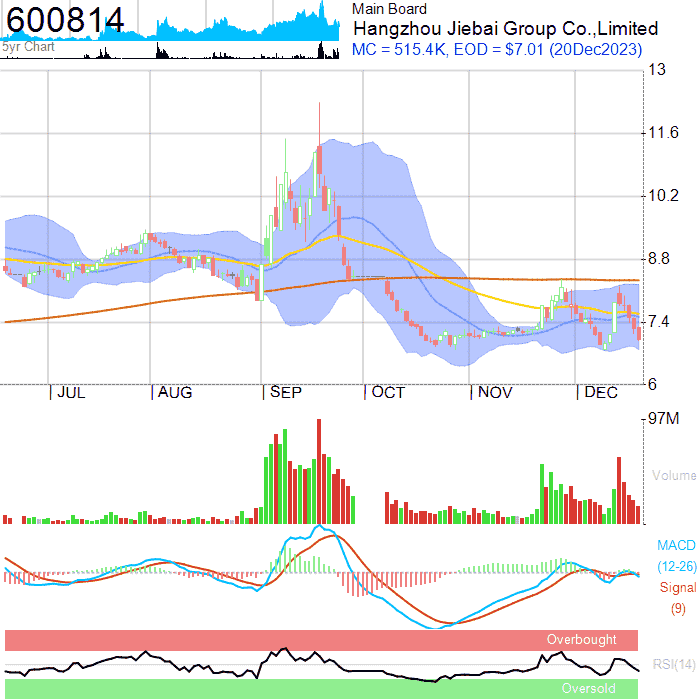 600814
5yr Chart
Main Board
Hangzhou Jiebai Group Co.,Limited
MC = 515.4K, EOD = $7.01 (20Dec2023)
13
11.6
10.2
8.8
7.4
6
JUL AUG SEP OCT NOV DEC
97M
Volume
MACD
(12-26)
Signal
(9)
Overbought
RSI(14)
Oversold